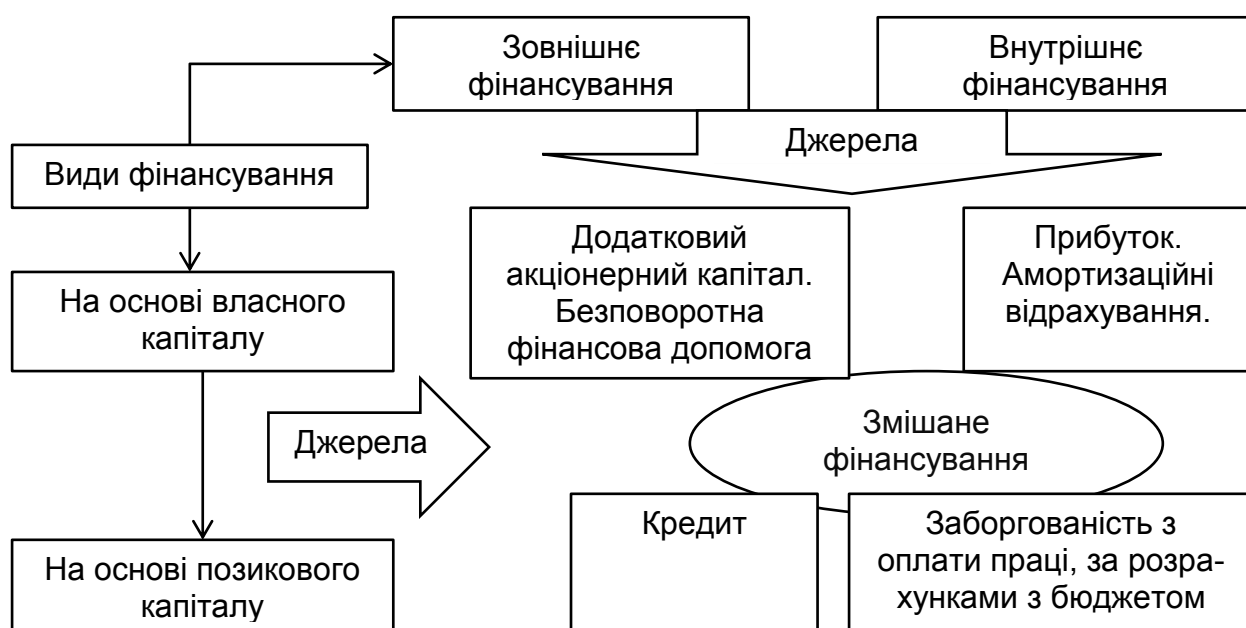 Зовнішнє
фінансування
Внутрішнє
фінансування
Джерела
Види фінансування
Додатковий
акціонерний капітал.
Безповоротна
фінансова допомога
Прибуток.
Амортизаційні
відрахування.
На основі власного
капіталу
Джерела
Змішане
фінансування
Кредит
Заборгованість з
оплати праці, за розра-
хунками з бюджетом
На основі позикового
капіталу